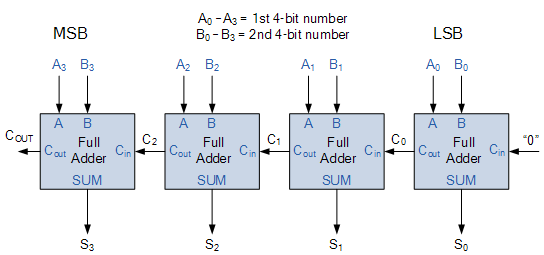 MSB A₀ – A₃ = 1st 4-bit number LSB
B₀ – B₃ = 2nd 4-bit number
A₃ B₃ A₂ B₂ A₁ B₁ A₀ B₀
A B A B A B A B
COUT Cout Full Adder Cin C₂ Cout Full Adder Cin C₁ Cout Full Adder Cin C₀ Cout Full Adder Cin "0"
SUM SUM SUM SUM
S₃ S₂ S₁ S₀